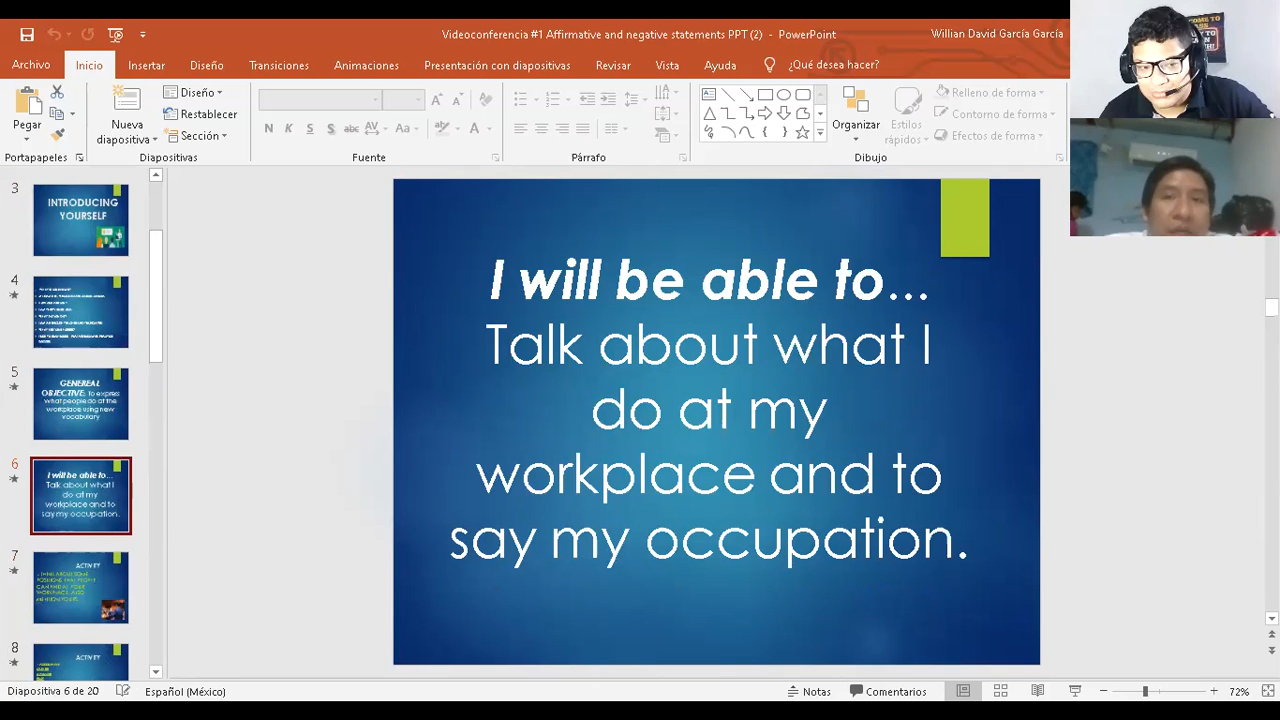 Videoconferencia #1 Affirmative and negative statements PPT (2) - PowerPoint
Willian David García García
Archivo
Inicio
Insertar
Diseño
Transiciones
Animaciones
Presentación con diapositivas
Revisar
Vista
Ayuda
¿Qué desea hacer?
Pegar
Nueva
diapositiva
Diseño
Restablecer
Sección
Organizar
Estilos
rápidos
Relleno de forma
Contorno de forma
Efectos de forma
Portapapeles
Diapositivas
Fuente
Párrafo
Dibujo
3
INTRODUCING
YOURSELF
4
5
GENEREAL
OBJECTIVE: To express
what people do at the
workplace using new
vocabulary
6
I will be able to...
Talk about what I
do at my
workplace and to
say my occupation.
7
ACTIVITY
8
ACTIVITY
I will be able to...
Talk about what I
do at my
workplace and to
say my occupation.
Diapositiva 6 de 20
Español (México)
Notas
Comentarios
72%